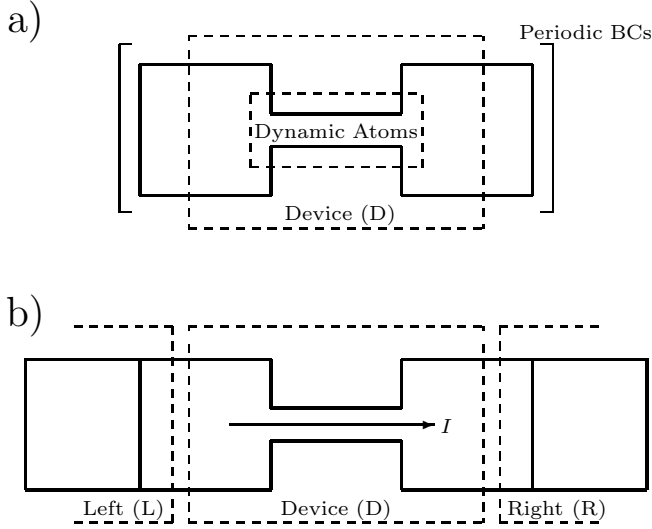 a)
Periodic BCs
Dynamic Atoms
Device (D)
b)
I
Left (L)
Device (D)
Right (R)